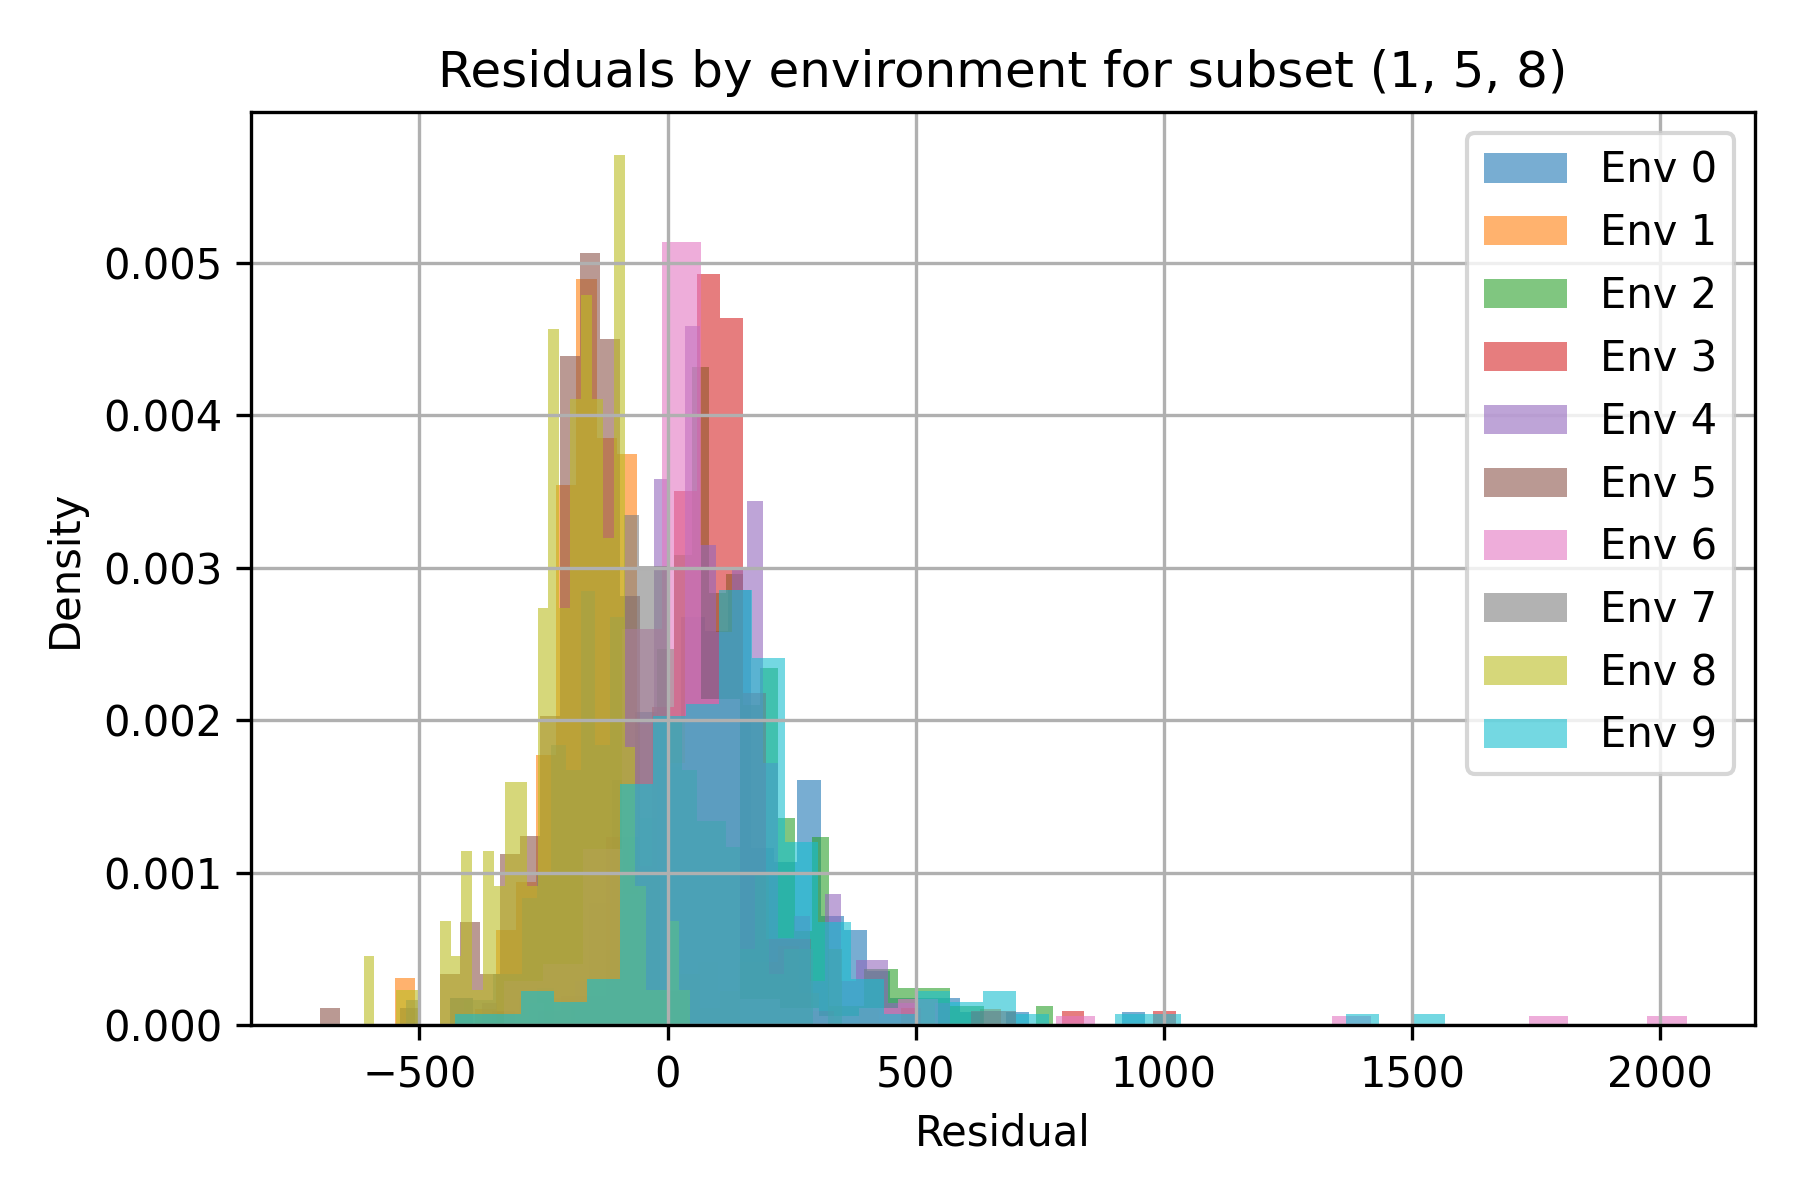 Residuals by environment for subset (1, 5, 8)
Env 0
Env 1
Env 2
Env 3
Env 4
Env 5
Env 6
Env 7
Env 8
Env 9
Density
0.005
0.004
0.003
0.002
0.001
0.000
−500 0 500 1000 1500 2000
Residual